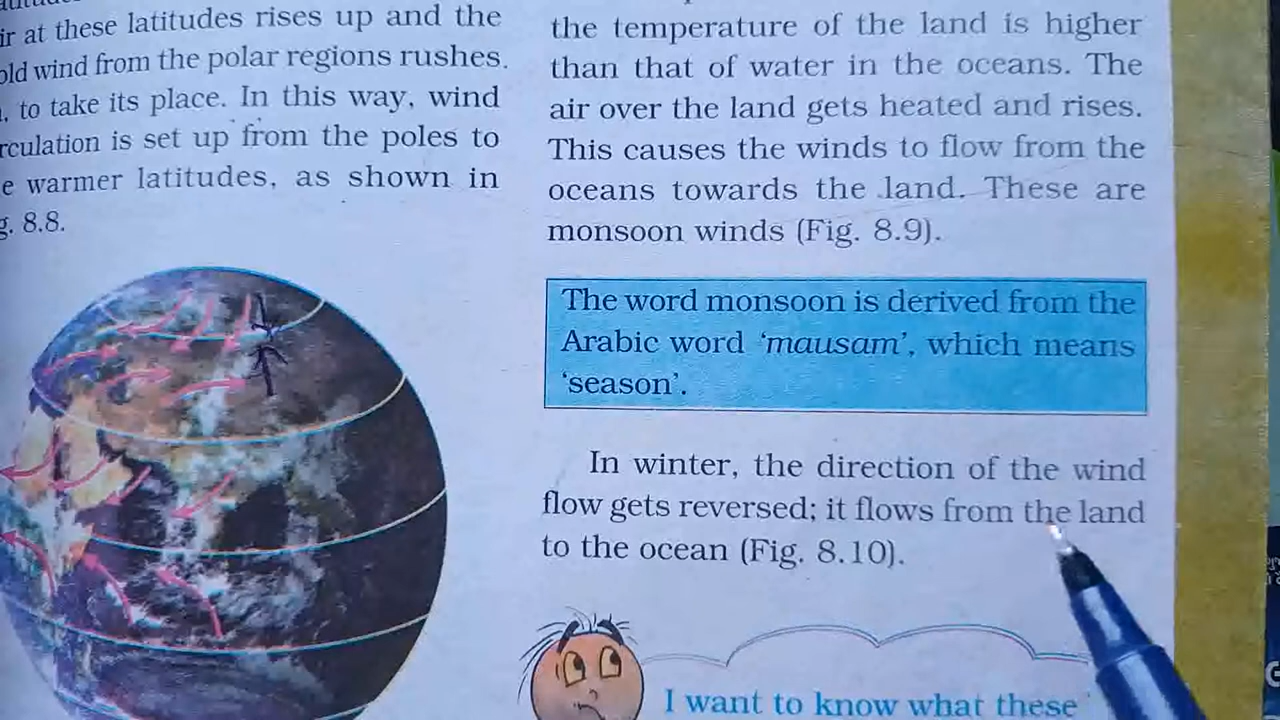 ir at these latitudes rises up and the
old wind from the polar regions rushes
, to take its place. In this way, wind
rculation is set up from the poles to
e warmer latitudes, as shown in
g. 8.8.
the temperature of the land is higher
than that of water in the oceans. The
air over the land gets heated and rises.
This causes the winds to flow from the
oceans towards the land. These are
monsoon winds (Fig. 8.9).
The word monsoon is derived from the
Arabic word ‘mausam’, which means
‘season’.
In winter, the direction of the wind
flow gets reversed; it flows from the land
to the ocean (Fig. 8.10).
I want to know what these